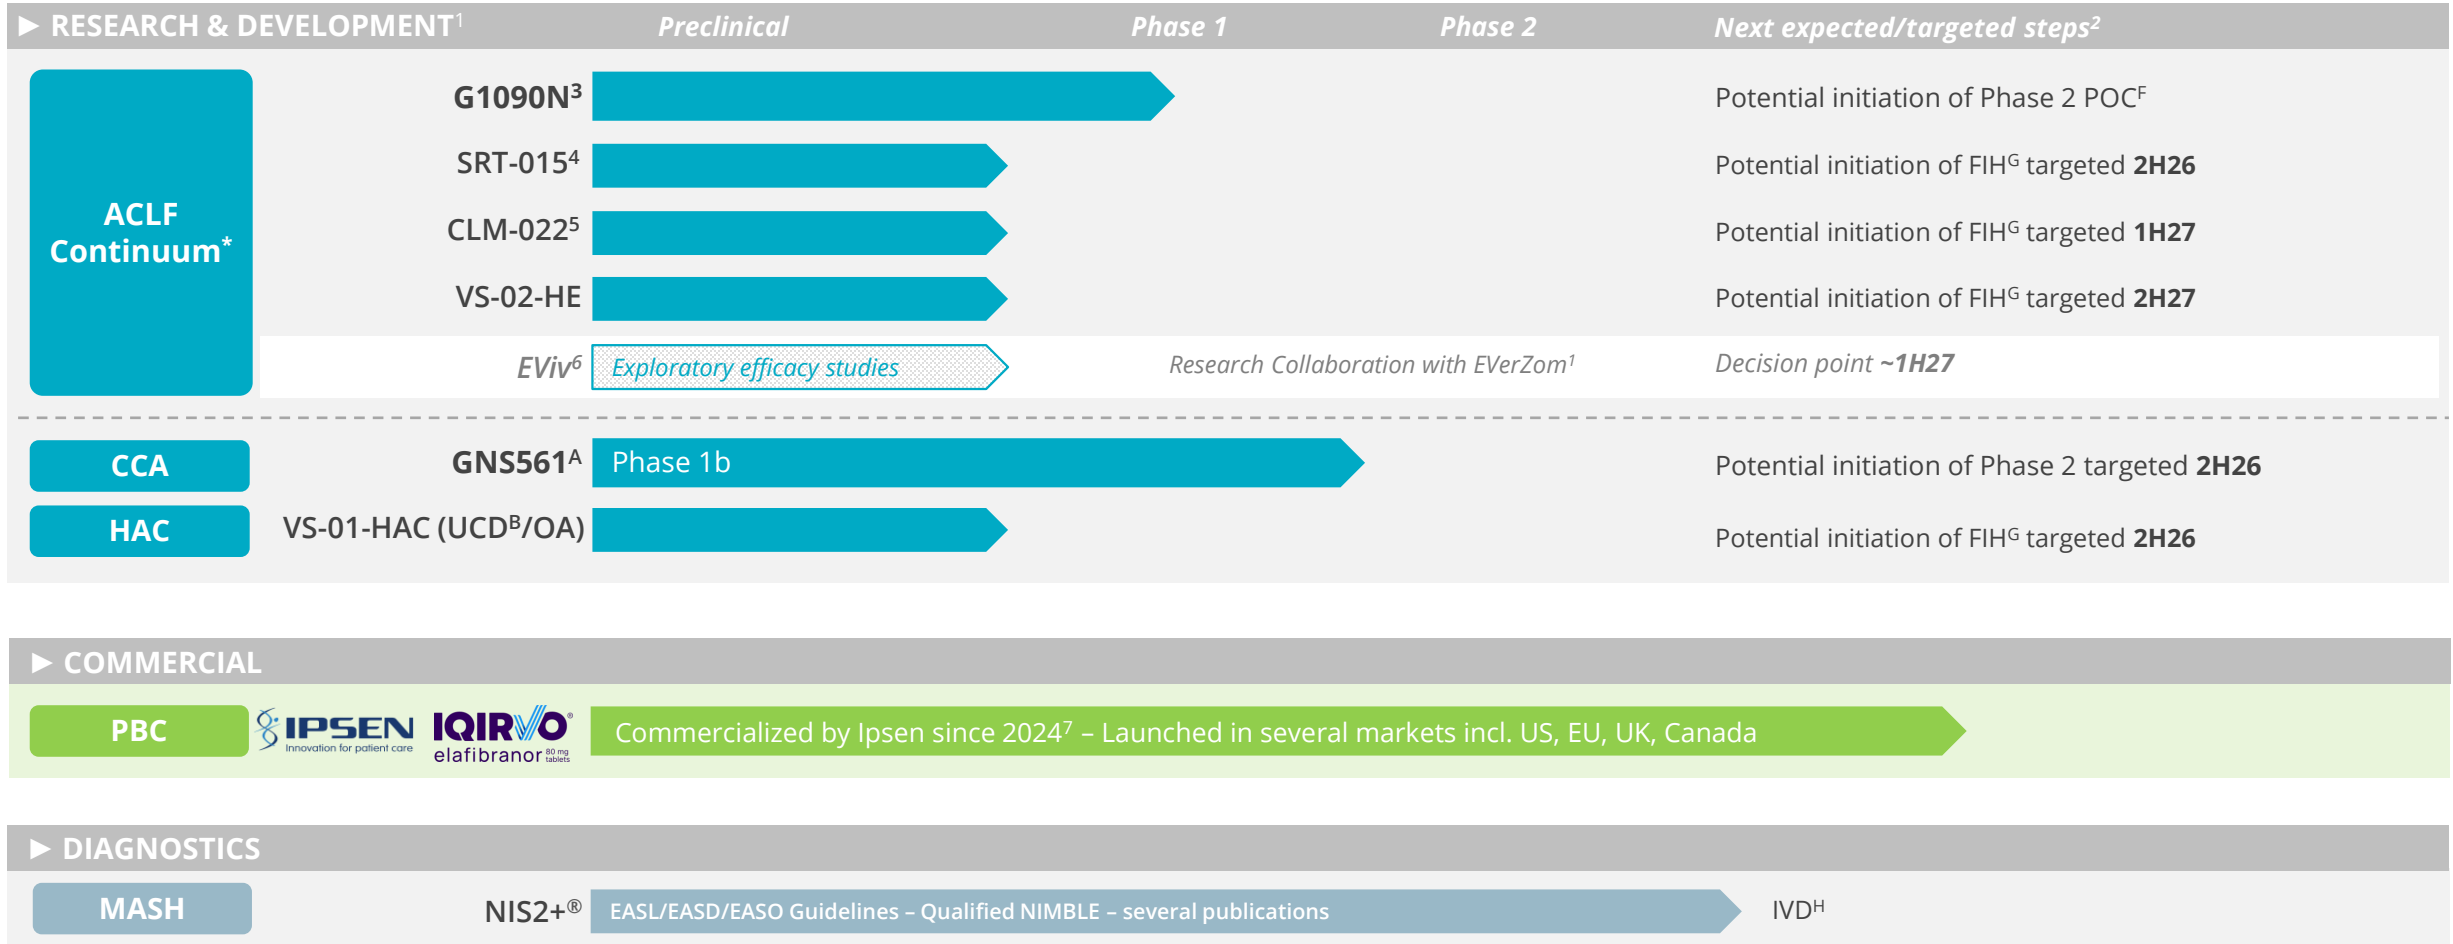 ► RESEARCH & DEVELOPMENT¹ Preclinical Phase 1 Phase 2 Next expected/targeted steps²
ACLF Continuum*
G1090N³ Potential initiation of Phase 2 POCᶠ
SRT-015⁴ Potential initiation of FIHᴳ targeted 2H26
CLM-022⁵ Potential initiation of FIHᴳ targeted 1H27
VS-02-HE Potential initiation of FIHᴳ targeted 2H27
EViv⁶ Exploratory efficacy studies Research Collaboration with EVerZom¹ Decision point ~1H27
CCA GNS561ᴬ Phase 1b Potential initiation of Phase 2 targeted 2H26
HAC VS-01-HAC (UCDᴮ/OA) Potential initiation of FIHᴳ targeted 2H26
► COMMERCIAL
PBC IPSEN Innovation for patient care IQIRVO® elafibranor 80 mg tablets Commercialized by Ipsen since 2024⁷ – Launched in several markets incl. US, EU, UK, Canada
► DIAGNOSTICS
MASH NIS2+® EASL/EASD/EASO Guidelines – Qualified NIMBLE – several publications IVDᴴ